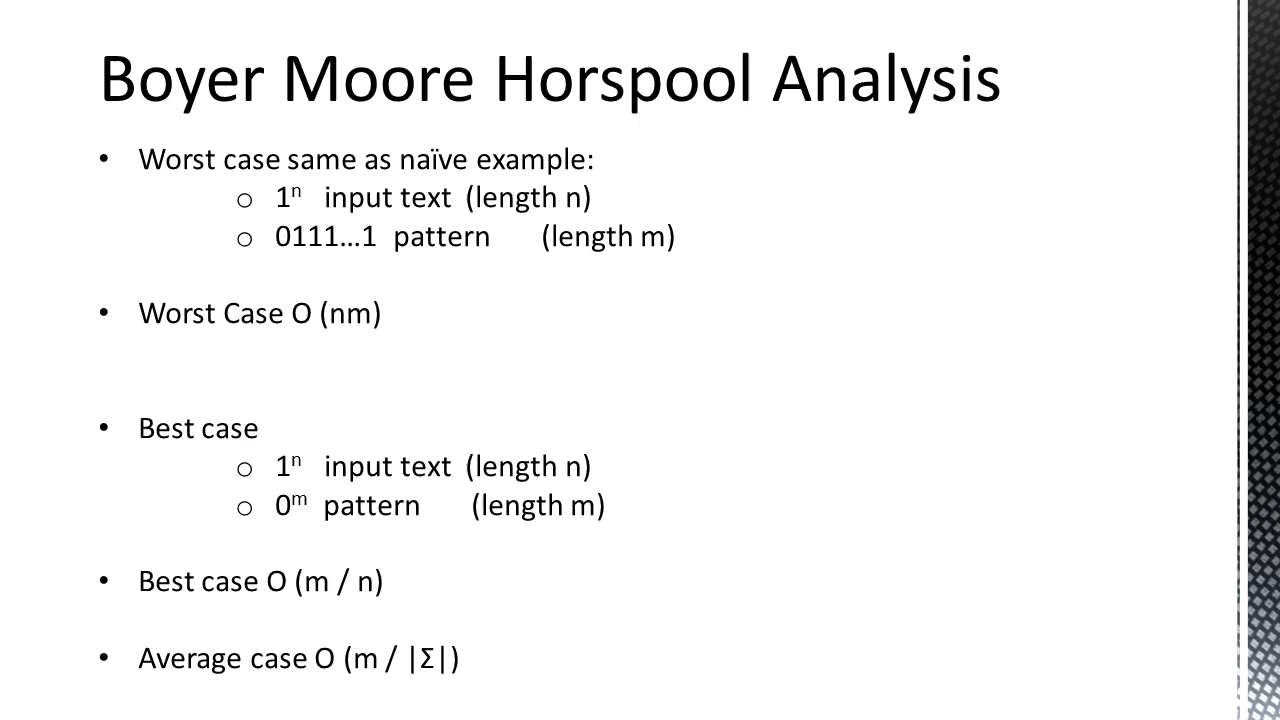 Boyer Moore Horspool Analysis
• Worst case same as naïve example:
o 1ⁿ input text (length n)
o 0111…1 pattern (length m)
• Worst Case O (nm)
• Best case
o 1ⁿ input text (length n)
o 0ᵐ pattern (length m)
• Best case O (m / n)
• Average case O (m / |Σ|)